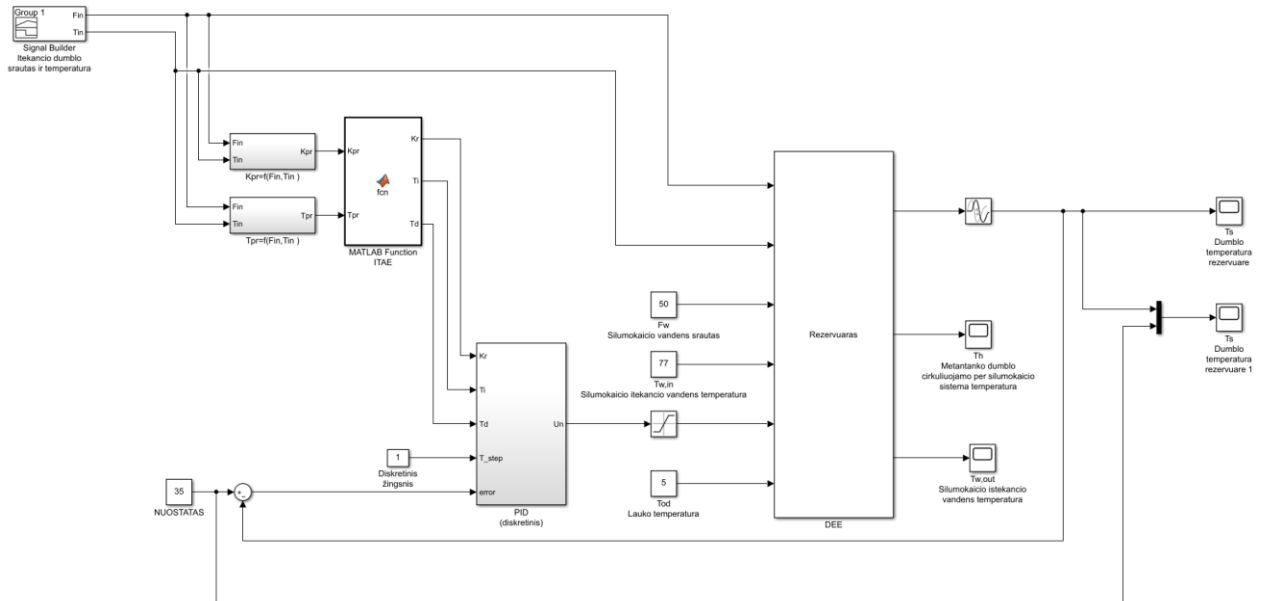 Group 1
Fin
Tin
Signal Builder
Itekancio dumblo
srautas ir temperatura
Fin
Tin
Kpr
Kpr=f(Fin,Tin )
Fin
Tin
Tpr
Tpr=f(Fin,Tin )
Kpr
Tpr
fcn
Kr
Ti
Td
MATLAB Function
ITAE
Kr
Ti
Td
T_step
error
Un
PID
(diskretinis)
1
Diskretinis
žingsnis
35
NUOSTATAS
+
-
50
Fw
Silumokaicio vandens srautas
77
Tw,in
Silumokaicio itekancio vandens temperatura
5
Tod
Lauko temperatura
Rezervuaras
DEE
Ts
Dumblo
temperatura
rezervuare
Th
Metantanko dumblo
cirkuliuojamo per silumokaicio
sistema temperatura
Ts
Dumblo
temperatura
rezervuare 1
Tw,out
Silumokaicio istekancio
vandens temperatura